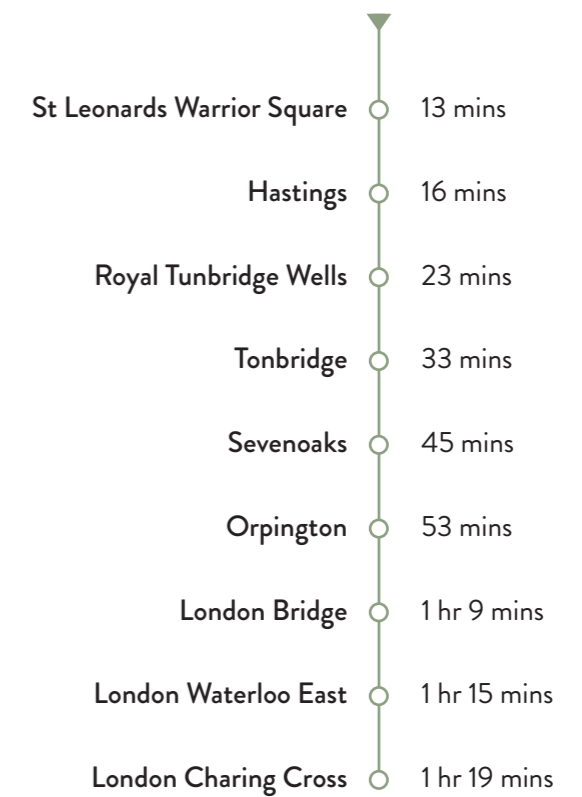 St Leonards Warrior Square 13 mins
Hastings 16 mins
Royal Tunbridge Wells 23 mins
Tonbridge 33 mins
Sevenoaks 45 mins
Orpington 53 mins
London Bridge 1 hr 9 mins
London Waterloo East 1 hr 15 mins
London Charing Cross 1 hr 19 mins